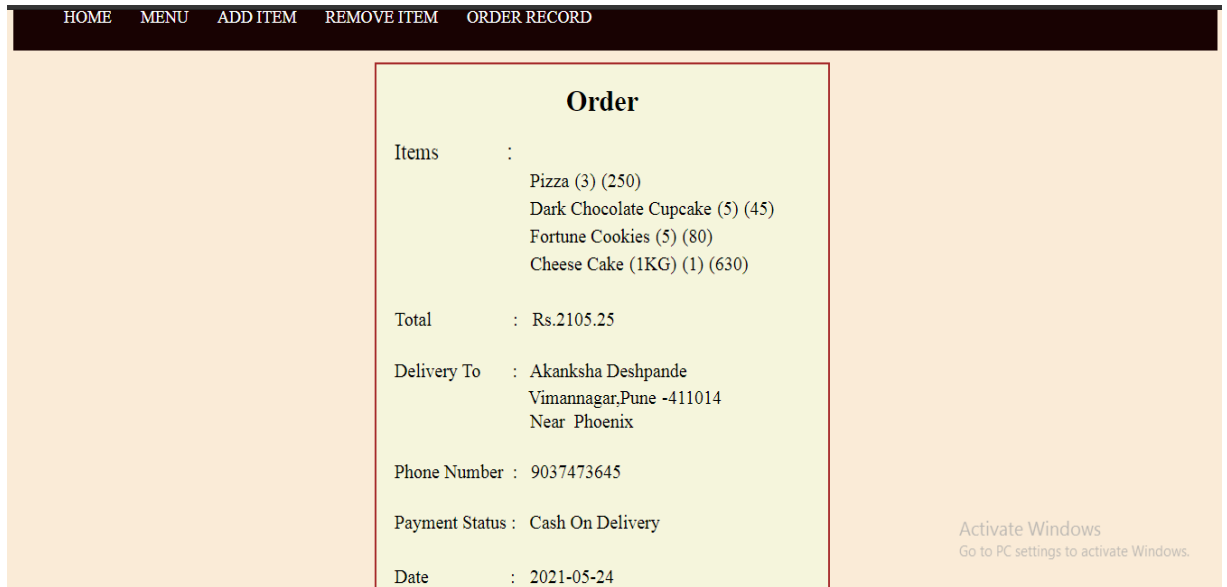 HOME MENU ADD ITEM REMOVE ITEM ORDER RECORD
Order
Items :
Pizza (3) (250)
Dark Chocolate Cupcake (5) (45)
Fortune Cookies (5) (80)
Cheese Cake (1KG) (1) (630)
Total : Rs.2105.25
Delivery To : Akanksha Deshpande
Vimannagar,Pune -411014
Near Phoenix
Phone Number : 9037473645
Payment Status : Cash On Delivery
Activate Windows
Go to PC settings to activate Windows.
Date : 2021-05-24